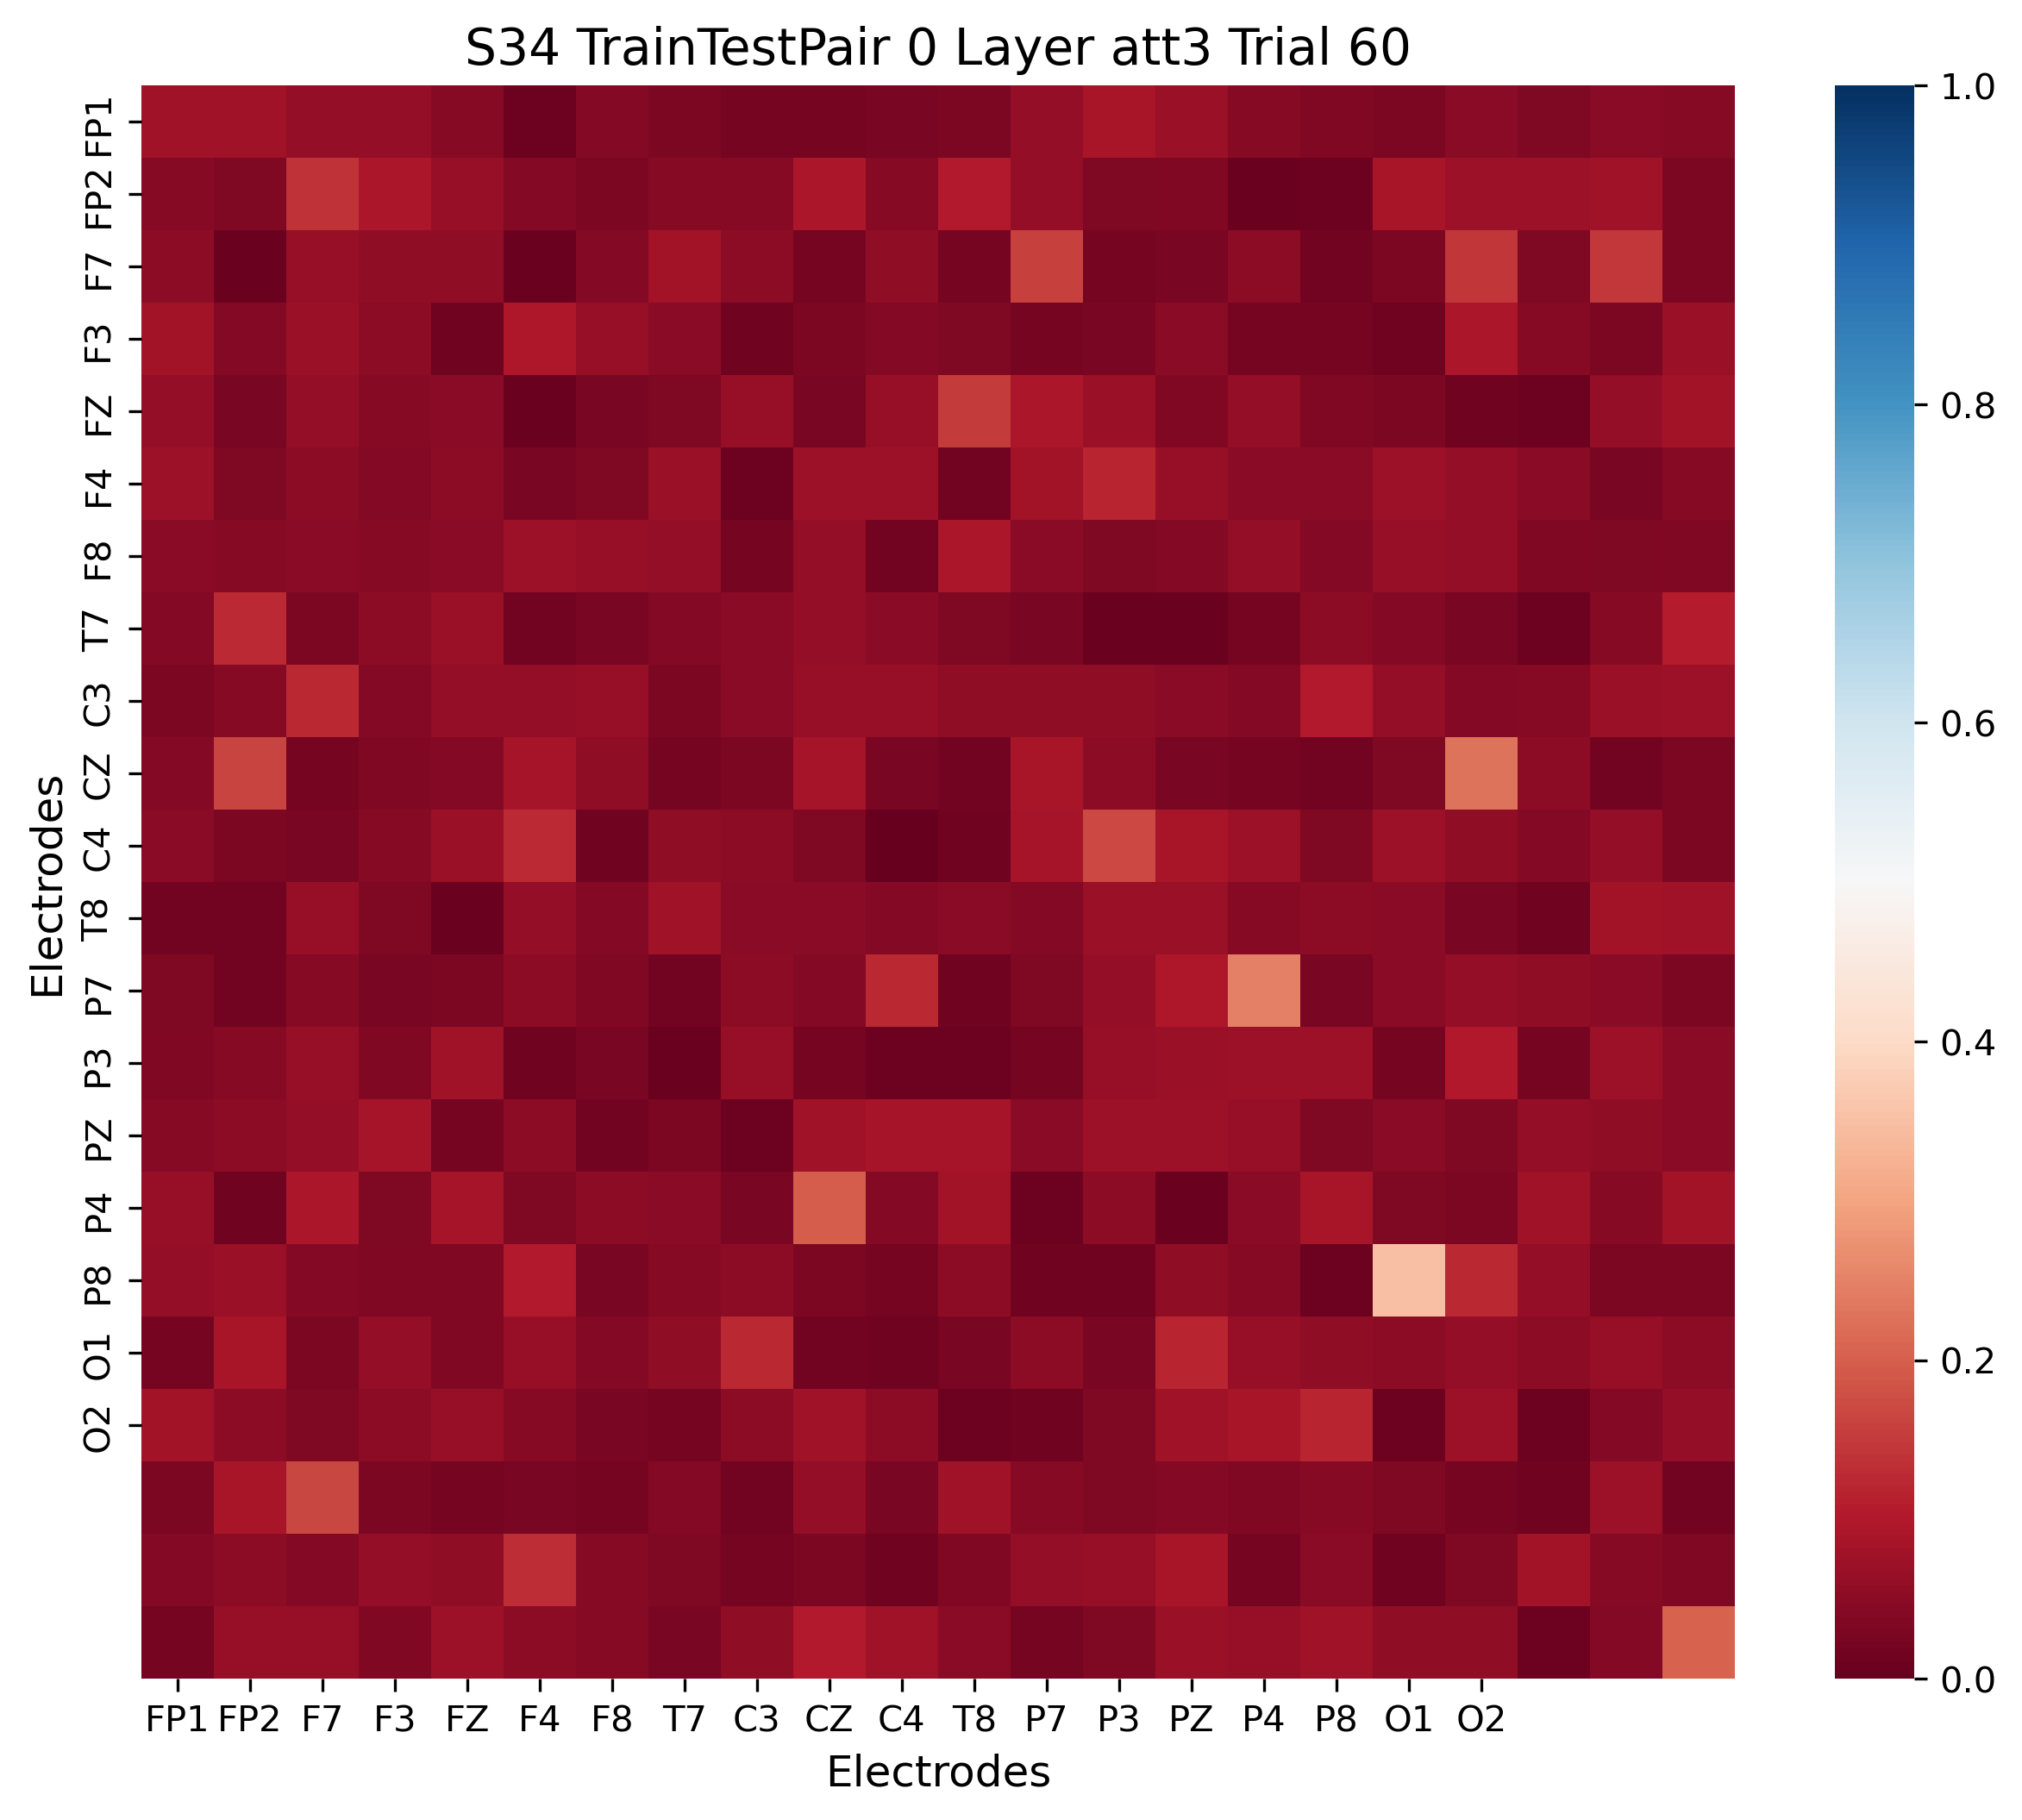 S34 TrainTestPair 0 Layer att3 Trial 60
Electrodes
FP1
FP2
F7
F3
FZ
F4
F8
T7
C3
CZ
C4
T8
P7
P3
PZ
P4
P8
O1
O2
FP1 FP2 F7 F3 FZ F4 F8 T7 C3 CZ C4 T8 P7 P3 PZ P4 P8 O1 O2
Electrodes
1.0
0.8
0.6
0.4
0.2
0.0